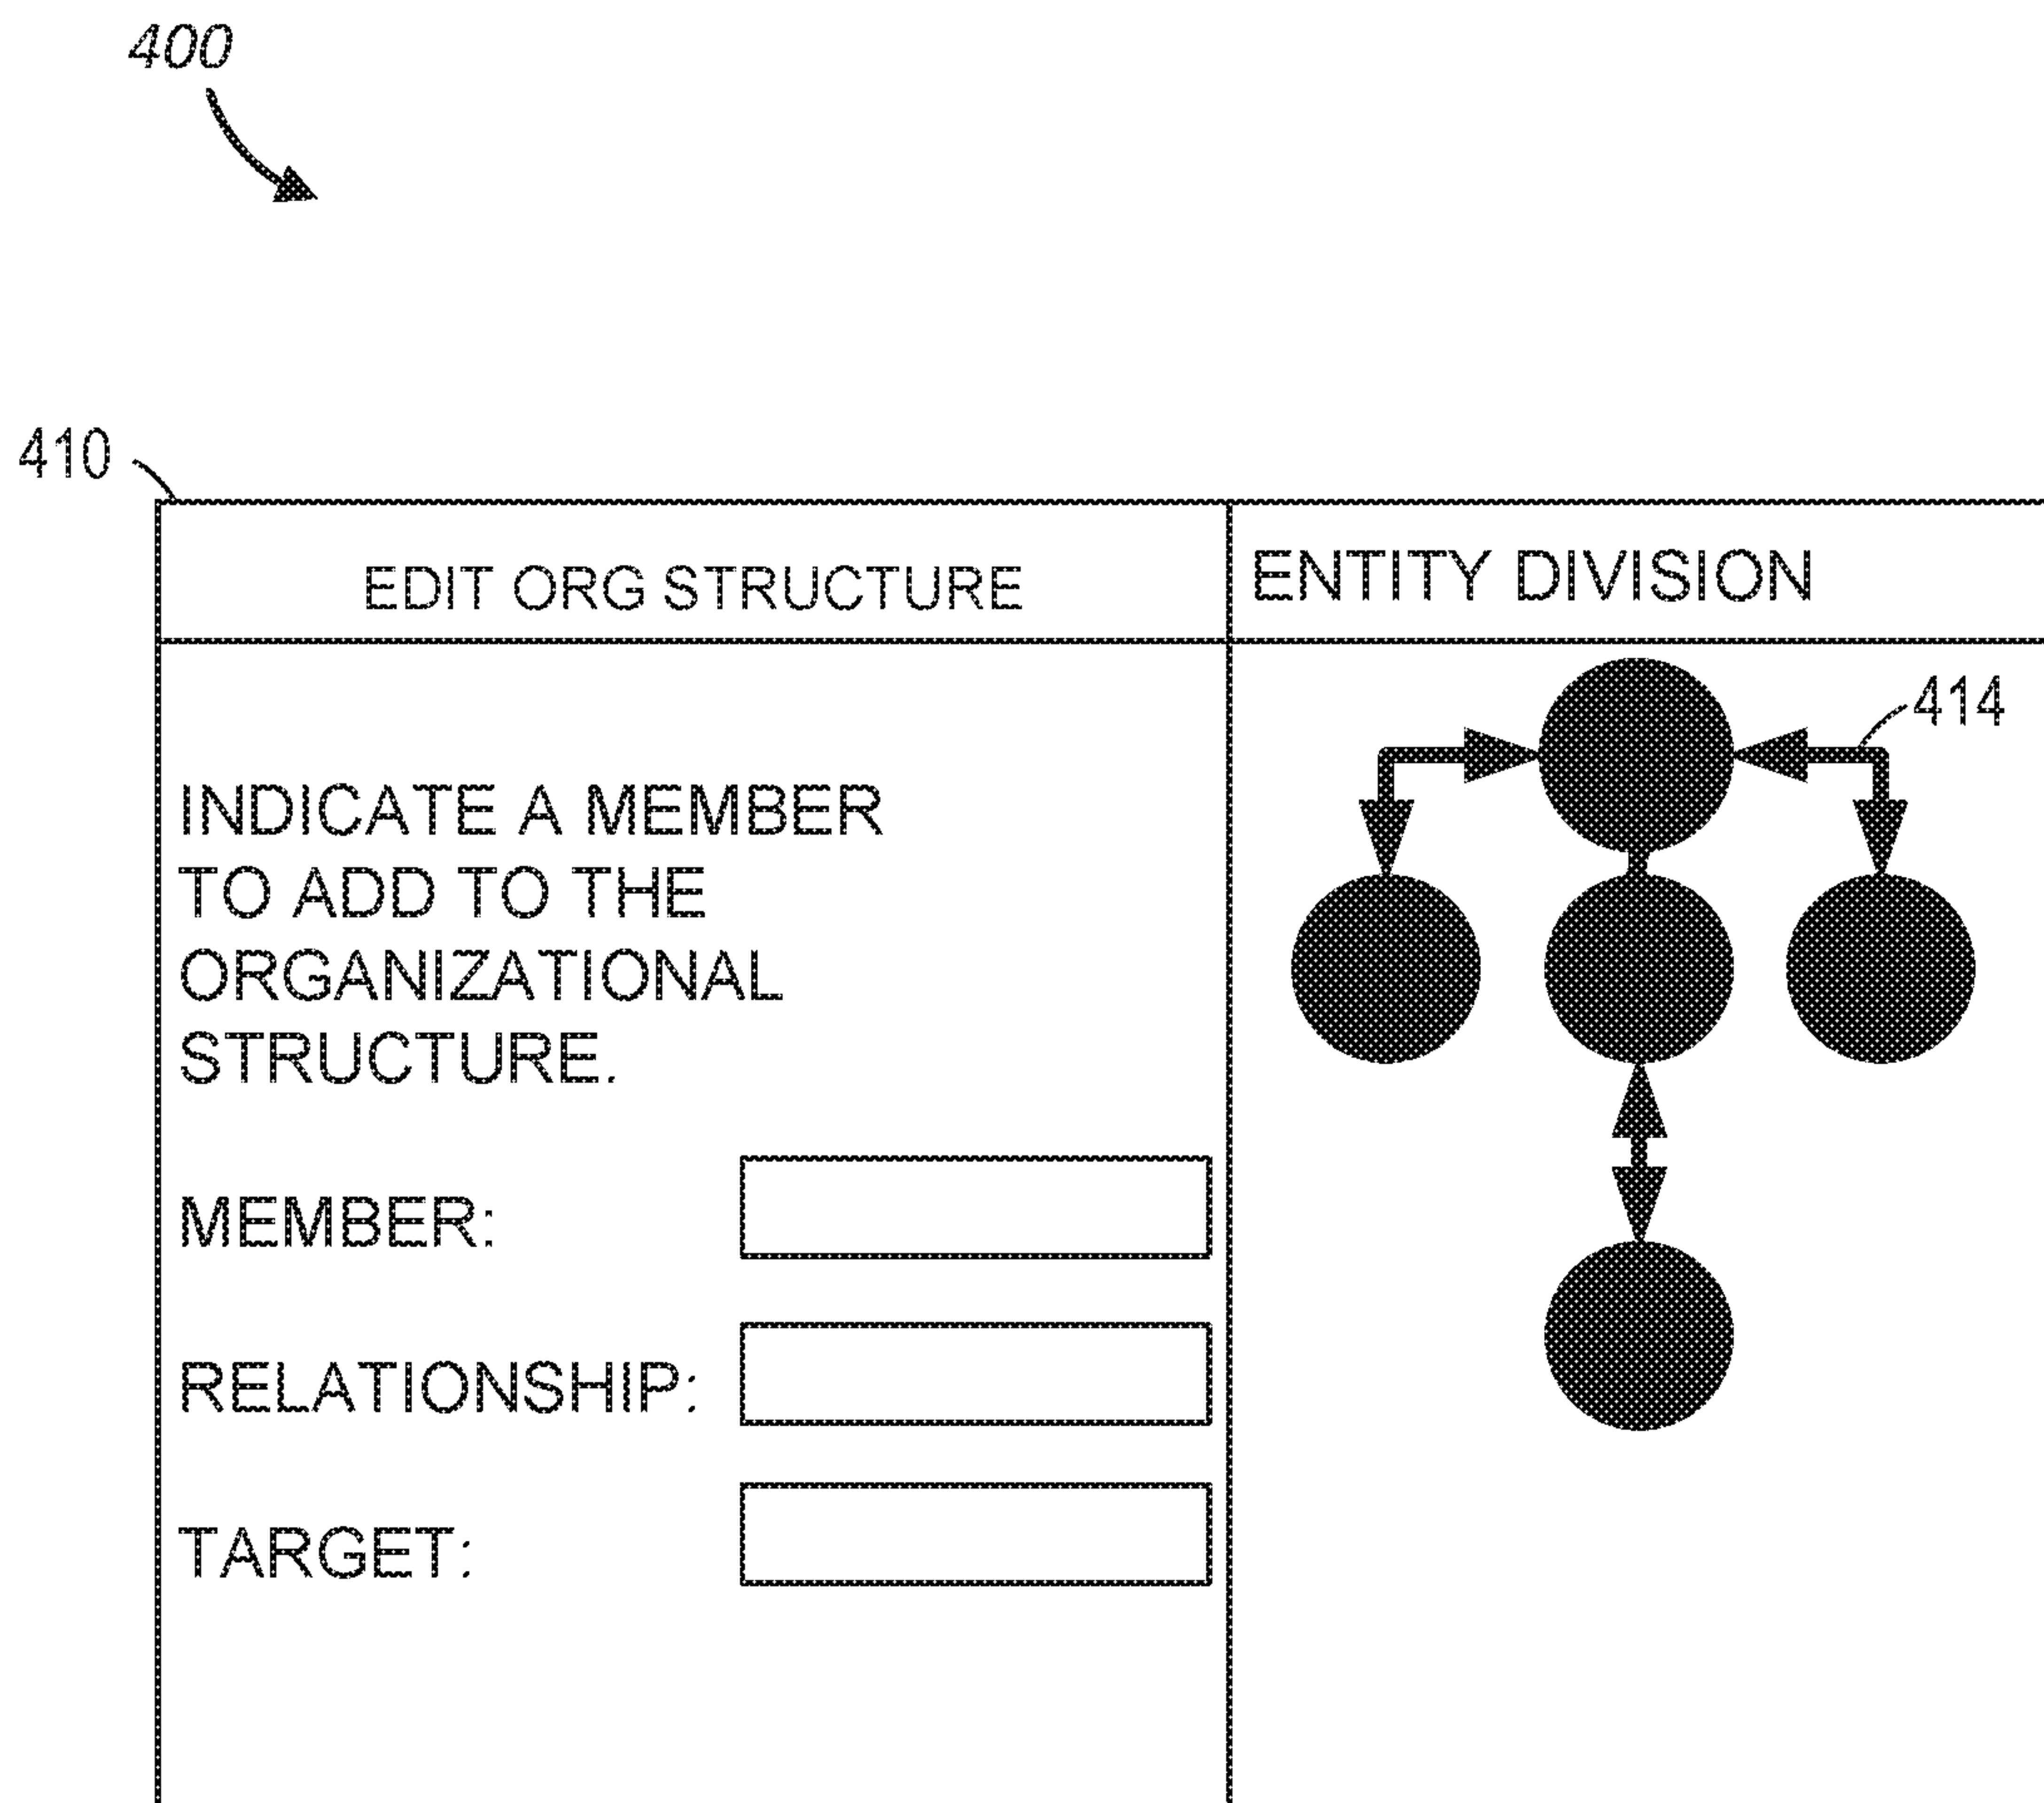 400
410
EDIT ORG STRUCTURE
ENTITY DIVISION
414
INDICATE A MEMBER
TO ADD TO THE
ORGANIZATIONAL
STRUCTURE.
MEMBER:
RELATIONSHIP:
TARGET: